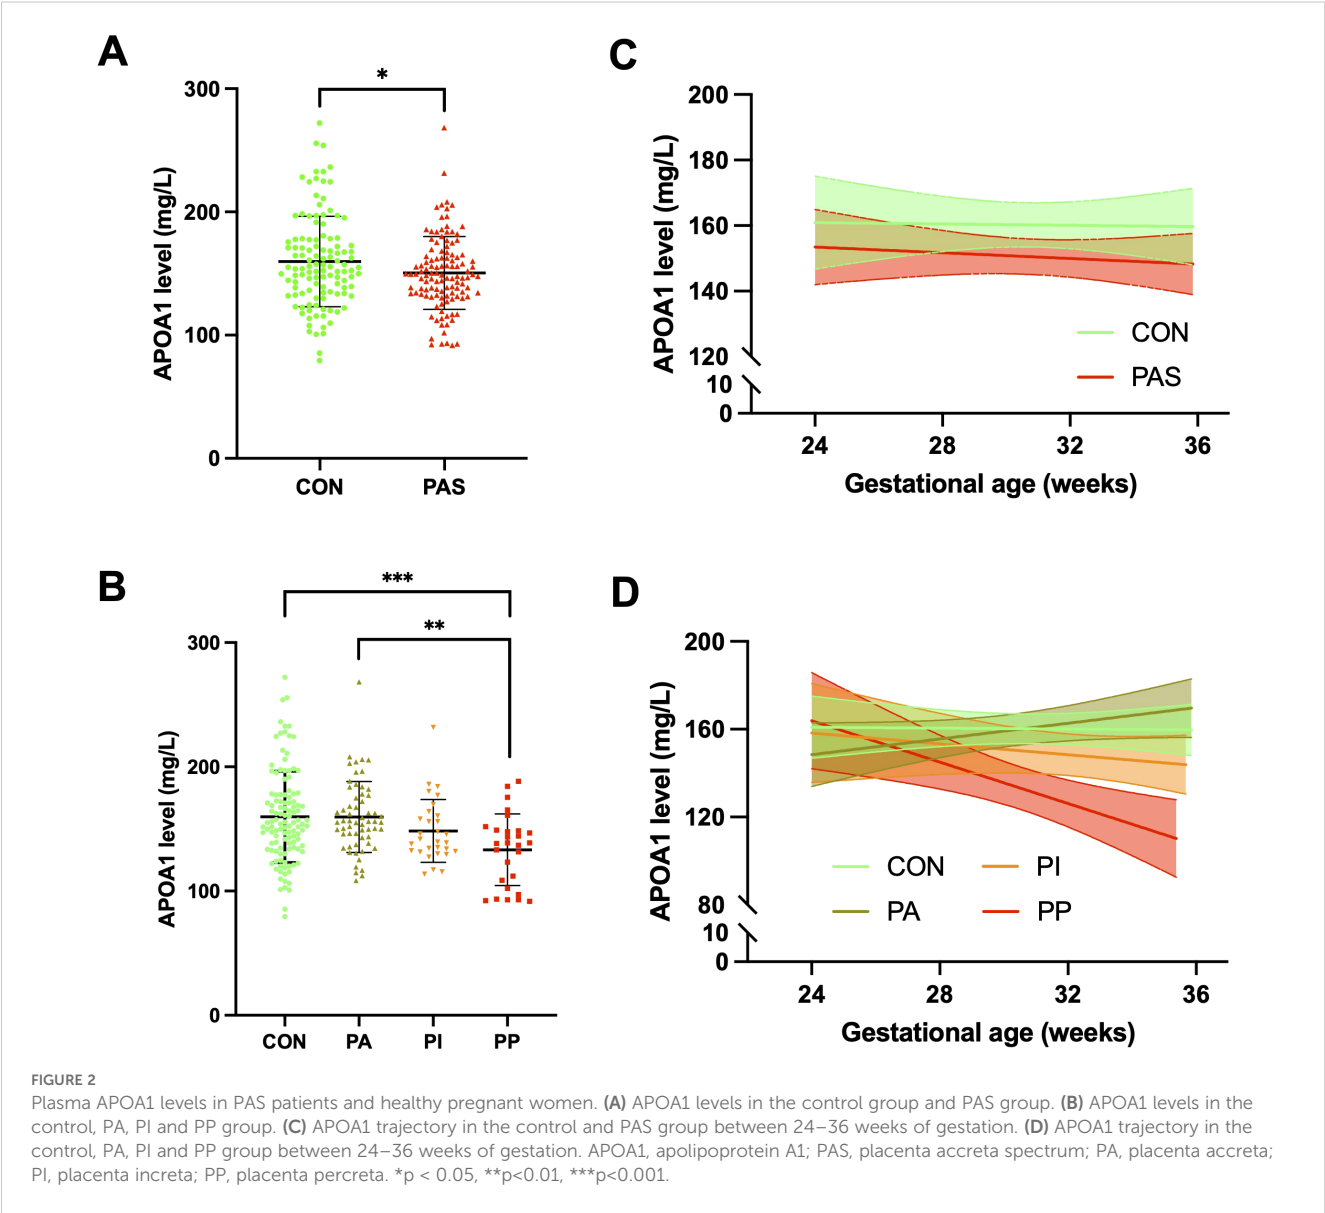 A
*
300
200
100
0
APOA1 level (mg/L)
CON
PAS
C
200
180
160
140
120
10
0
APOA1 level (mg/L)
CON
PAS
24
28
32
36
Gestational age (weeks)
B
***
**
300
200
100
0
APOA1 level (mg/L)
CON
PA
PI
PP
D
200
160
120
80
10
0
APOA1 level (mg/L)
CON
PI
PA
PP
24
28
32
36
Gestational age (weeks)
FIGURE 2
Plasma APOA1 levels in PAS patients and healthy pregnant women. (A) APOA1 levels in the control group and PAS group. (B) APOA1 levels in the
control, PA, PI and PP group. (C) APOA1 trajectory in the control and PAS group between 24–36 weeks of gestation. (D) APOA1 trajectory in the
control, PA, PI and PP group between 24–36 weeks of gestation. APOA1, apolipoprotein A1; PAS, placenta accreta spectrum; PA, placenta accreta;
PI, placenta increta; PP, placenta percreta. *p < 0.05, **p<0.01, ***p<0.001.